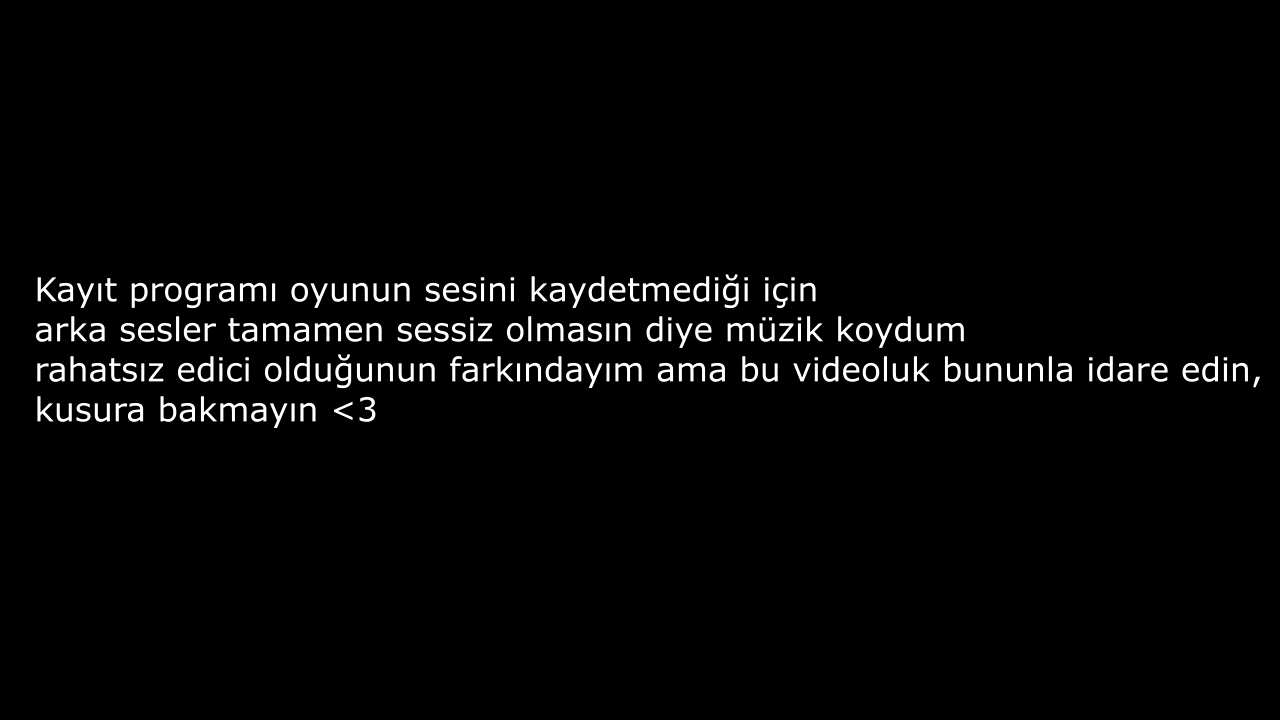 Kayıt programı oyunun sesini kaydetmediği için
arka sesler tamamen sessiz olmasın diye müzik koydum
rahatsız edici olduğunun farkındayım ama bu videoluk bununla idare edin,
kusura bakmayın <3